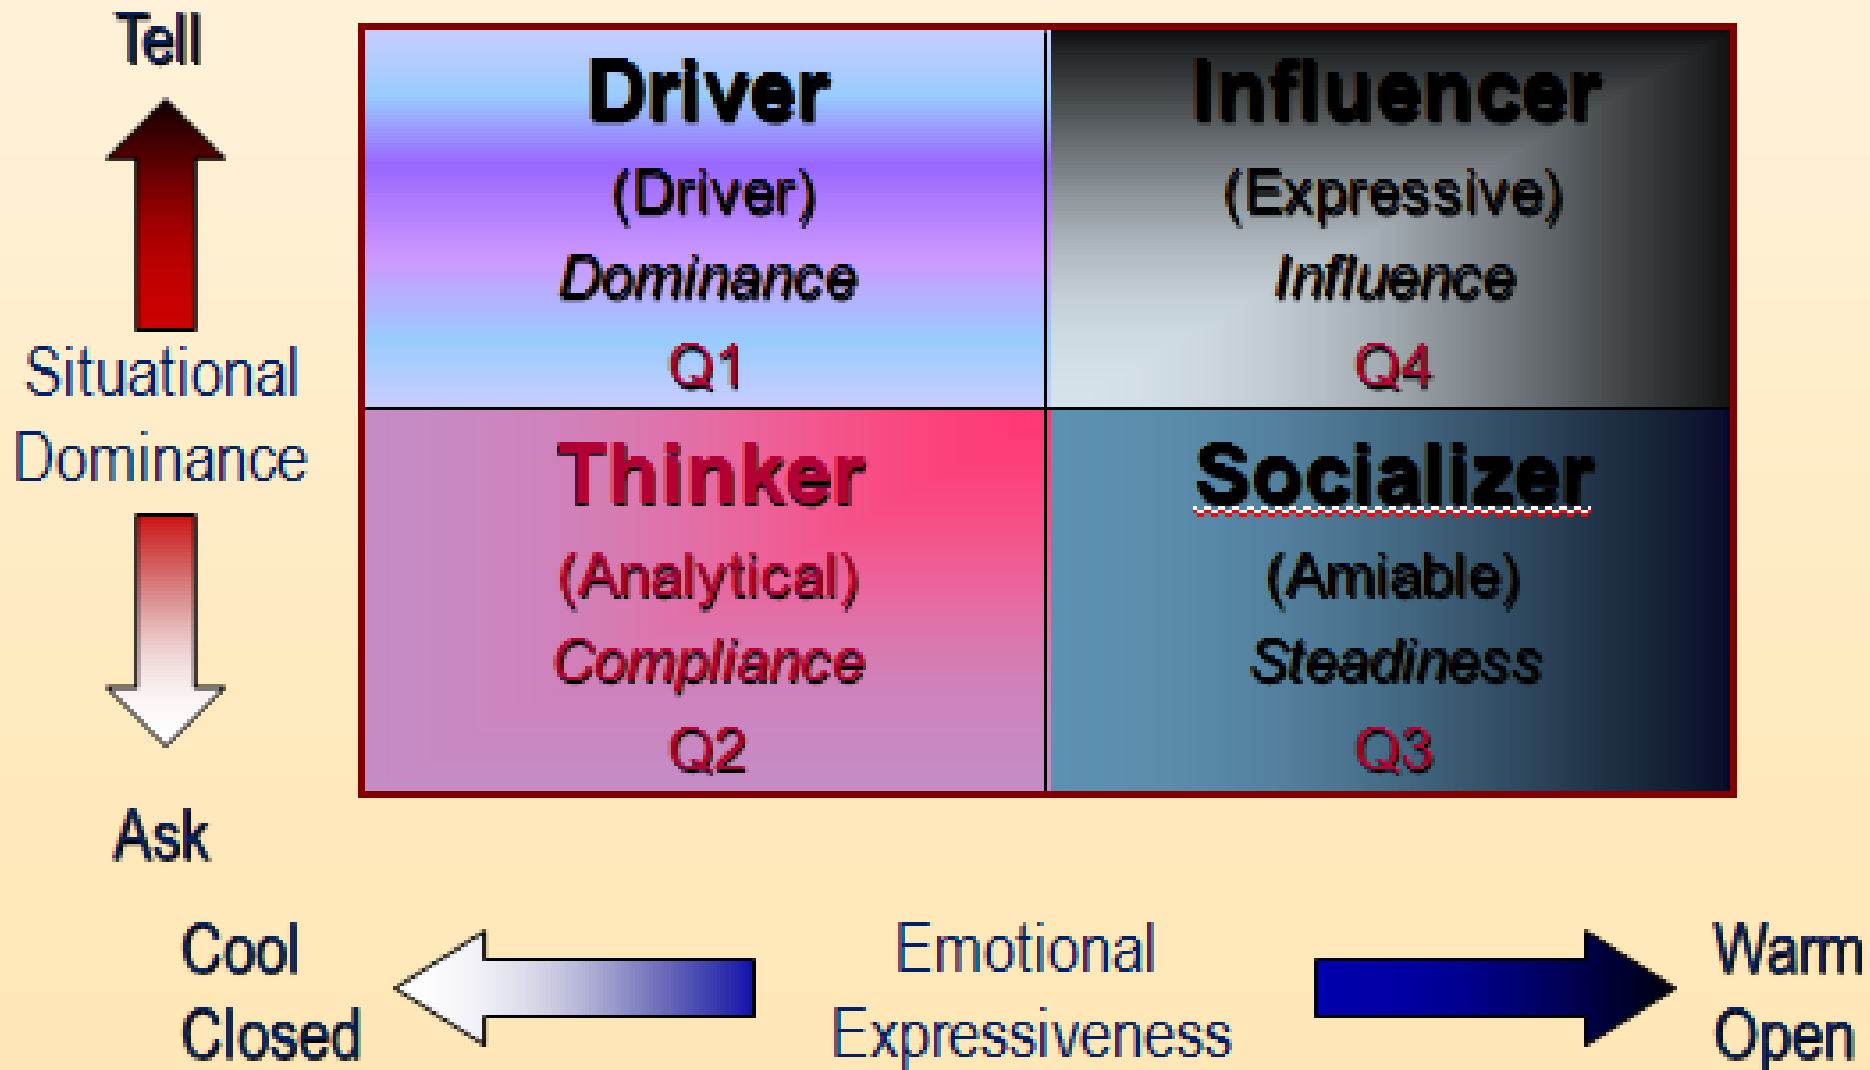 Tell
Situational
Dominance
Ask
Driver
(Driver)
Dominance
Q1
Influencer
(Expressive)
Influence
Q4
Thinker
(Analytical)
Compliance
Q2
Socializer
(Amiable)
Steadiness
Q3
Cool
Closed
Emotional
Expressiveness
Warm
Open